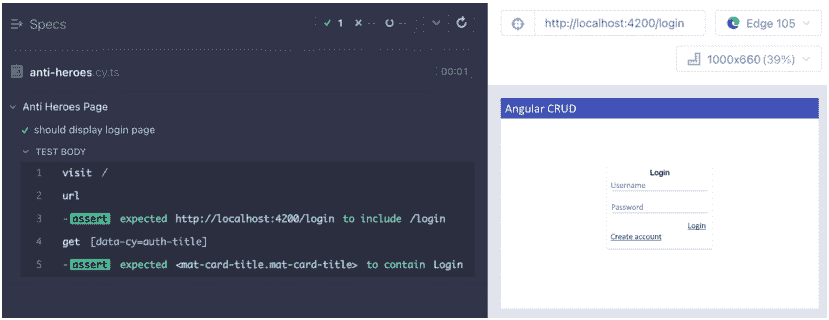 Specs
1 -- --
anti-heroes.cy.ts 00:01
Anti Heroes Page
should display login page
TEST BODY
1 visit /
2 url
3 -assert expected http://localhost:4200/login to include /login
4 get [data-cy=auth-title]
5 -assert expected <mat-card-title.mat-card-title> to contain Login
http://localhost:4200/login
Edge 105
1000x660 (39%)
Angular CRUD
Login
Username
Password
Login
Create account